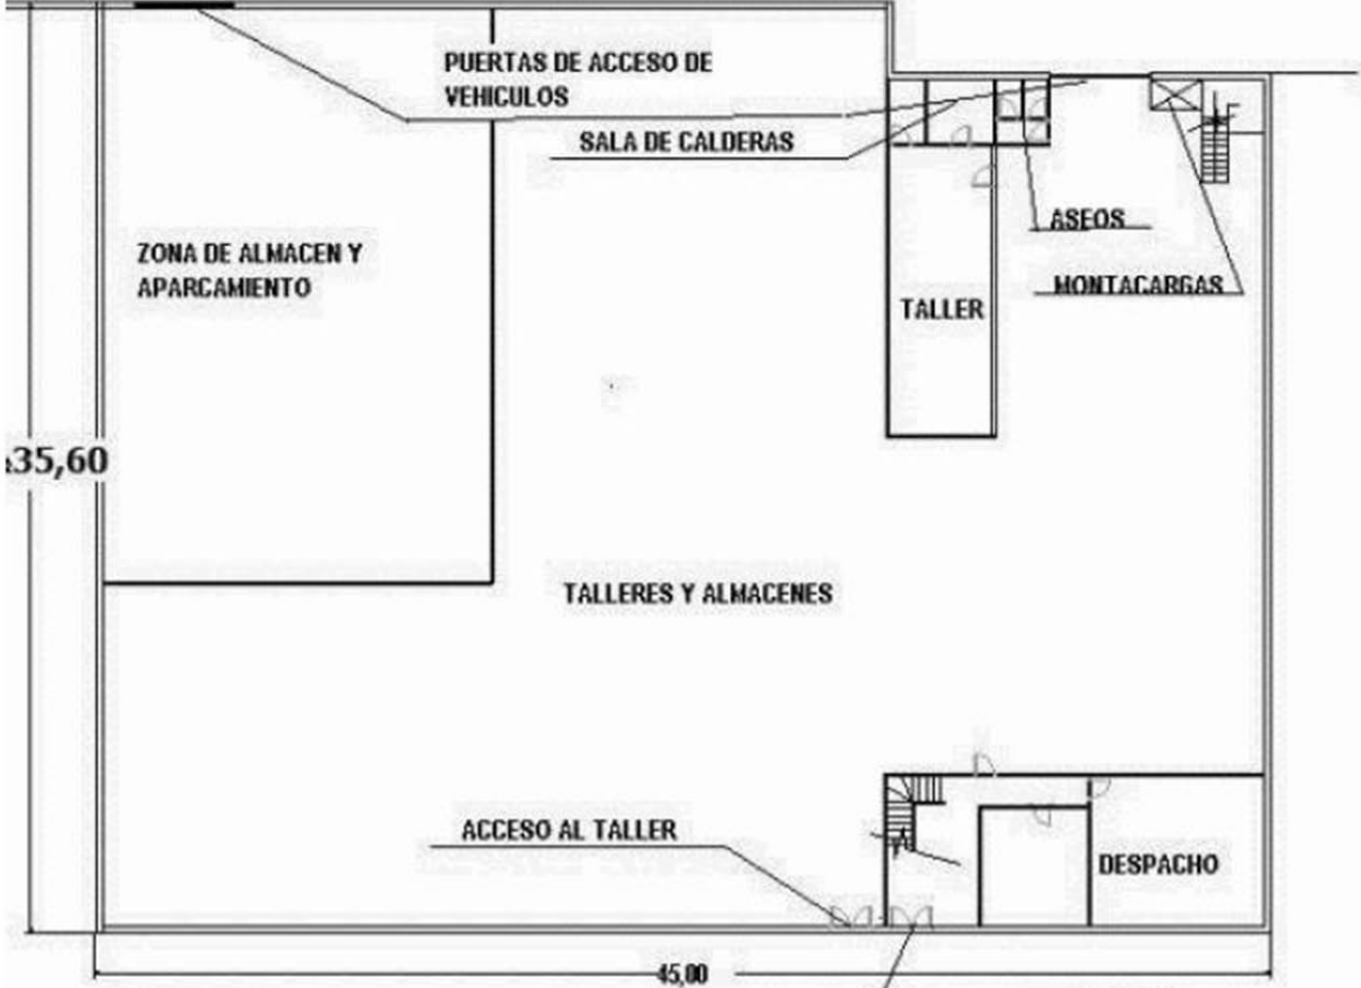 PUERTAS DE ACCESO DE
VEHICULOS
SALA DE CALDERAS
ASEOS
ZONA DE ALMACEN Y
APARCAMIENTO
MONTACARGAS
TALLER
35,60
TALLERES Y ALMACENES
ACCESO AL TALLER
DESPACHO
45,00